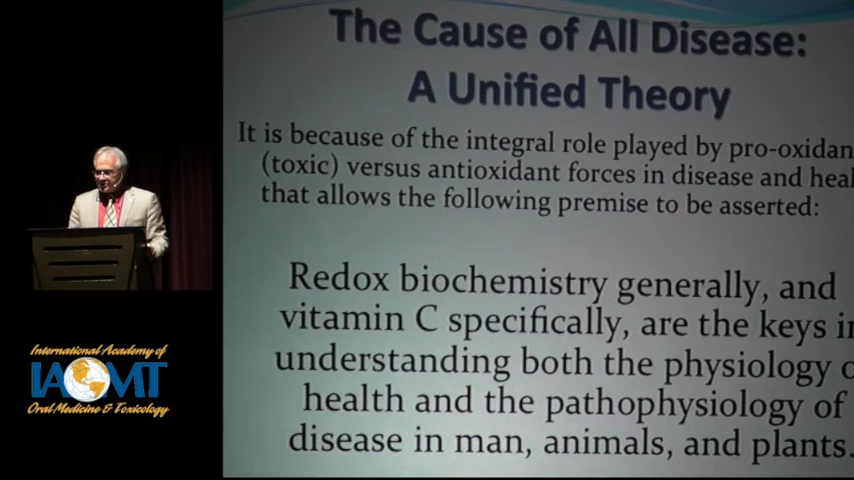 The Cause of All Disease:
A Unified Theory
It is because of the integral role played by pro-oxidan
(toxic) versus antioxidant forces in disease and heal
that allows the following premise to be asserted:
Redox biochemistry generally, and
vitamin C specifically, are the keys in
understanding both the physiology o
health and the pathophysiology of
disease in man, animals, and plants.
International Academy of
IAOMT
Oral Medicine & Toxicology